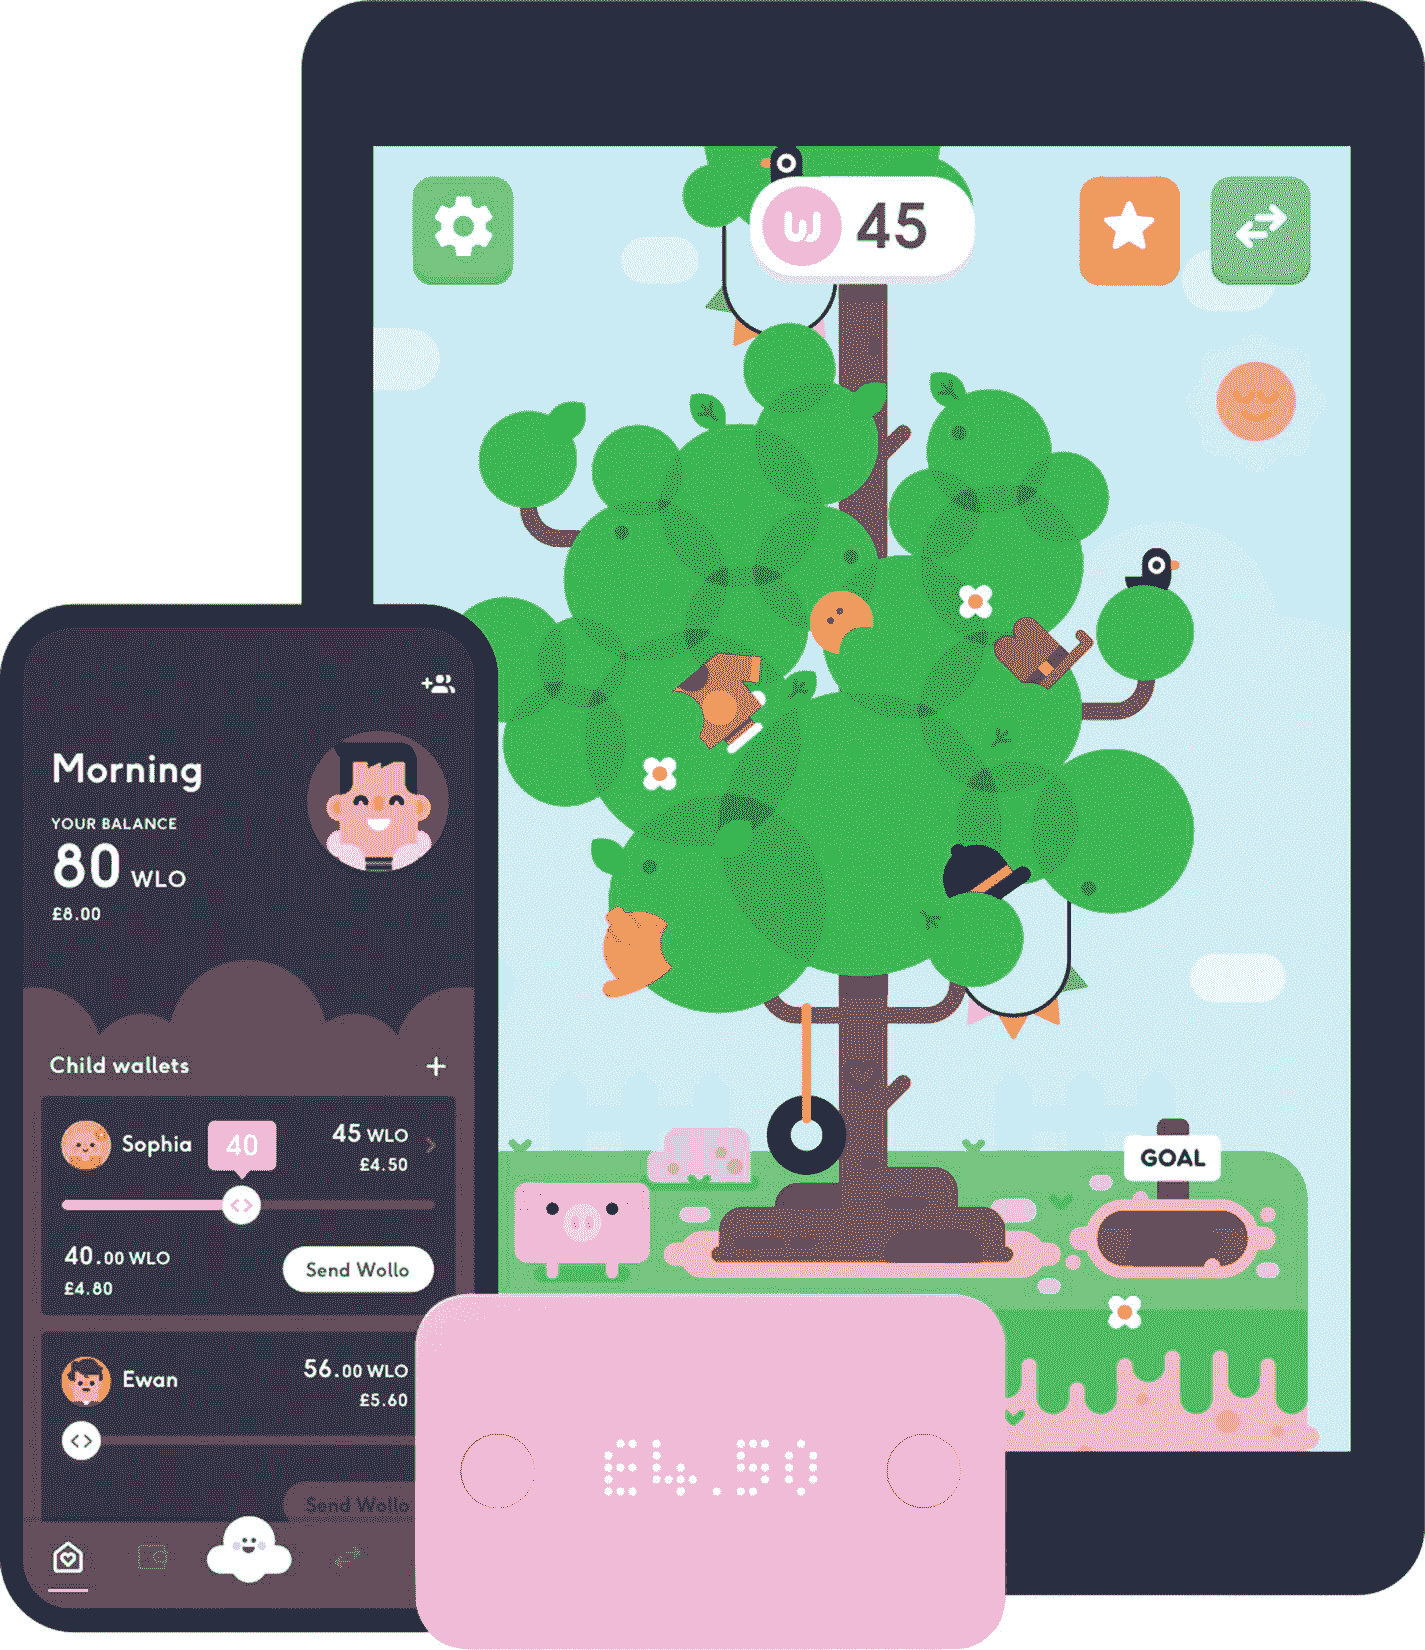 45
Morning
YOUR BALANCE
80 WLO
£8.00
Child wallets
Sophia
40
45 WLO
£4.50
40.00 WLO
£4.80
Send Wollo
Ewan
56.00 WLO
£5.60
Send Wollo
GOAL
£4.50